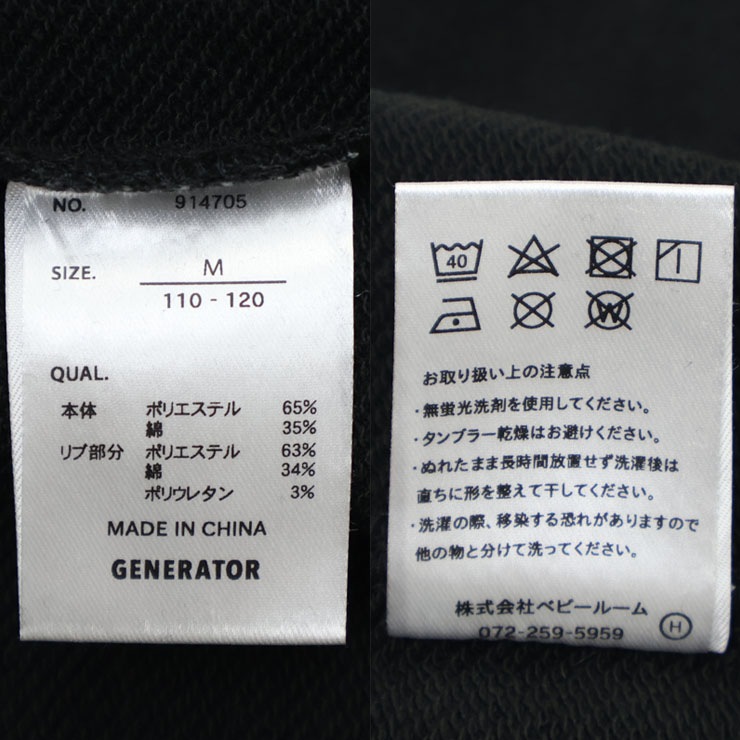 NO. 914705
SIZE. M
110 - 120
QUAL.
本体 ポリエステル 65%
綿 35%
リブ部分 ポリエステル 63%
綿 34%
ポリウレタン 3%
MADE IN CHINA
GENERATOR
40
W
お取り扱い上の注意点
・無蛍光洗剤を使用してください。
・タンブラー乾燥はお避けください。
・ぬれたまま長時間放置せず洗濯後は
直ちに形を整えて干してください。
・洗濯の際、移染する恐れがありますので
他の物と分けて洗ってください。
株式会社ベビールーム
072-259-5959
H